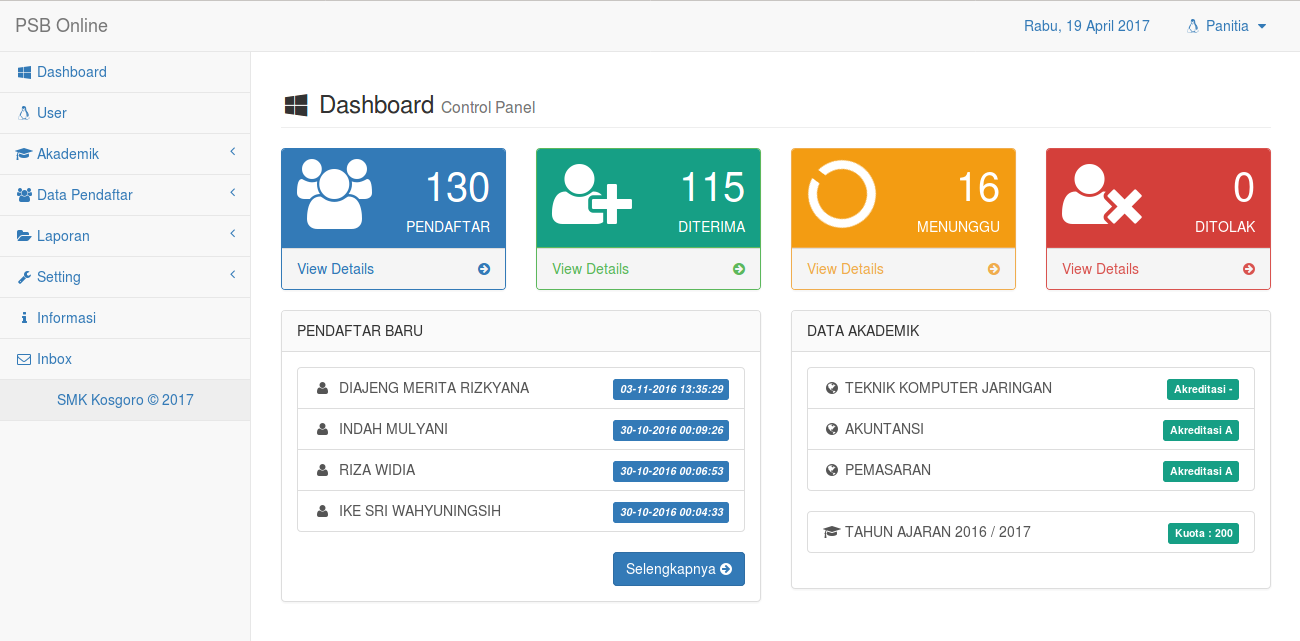 PSB Online
Rabu, 19 April 2017
Panitia
Dashboard
User
Akademik
Data Pendaftar
Laporan
Setting
Informasi
Inbox
SMK Kosgoro © 2017
Dashboard Control Panel
130
PENDAFTAR
View Details
115
DITERIMA
View Details
16
MENUNGGU
View Details
0
DITOLAK
View Details
PENDAFTAR BARU
DIAJENG MERITA RIZKYANA 03-11-2016 13:35:29
INDAH MULYANI 30-10-2016 00:09:26
RIZA WIDIA 30-10-2016 00:06:53
IKE SRI WAHYUNINGSIH 30-10-2016 00:04:33
Selengkapnya
DATA AKADEMIK
TEKNIK KOMPUTER JARINGAN Akreditasi -
AKUNTANSI Akreditasi A
PEMASARAN Akreditasi A
TAHUN AJARAN 2016 / 2017 Kuota : 200